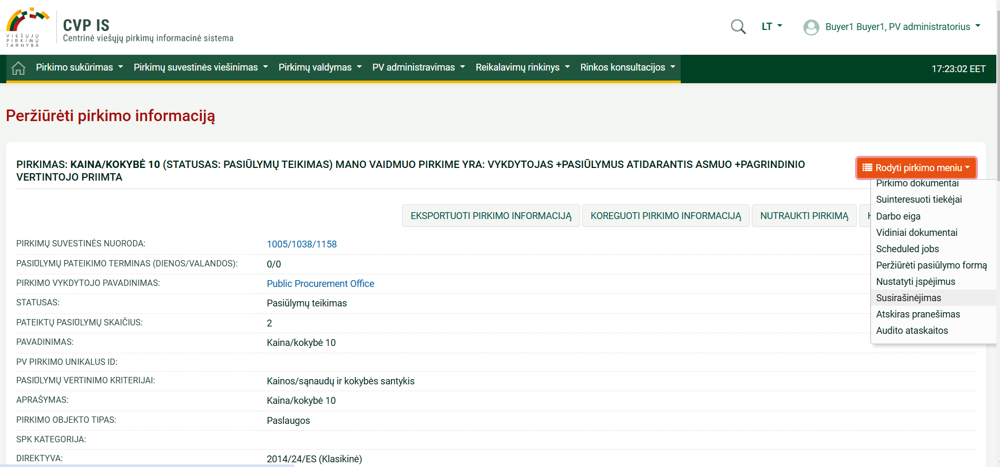 VIEŠŲJŲ
PIRKIMŲ
TARNYBA
CVP IS
Centrinė viešųjų pirkimų informacinė sistema
LT
Buyer1 Buyer1, PV administratorius
Pirkimo sukūrimas
Pirkimų suvestinės viešinimas
Pirkimų valdymas
PV administravimas
Reikalavimų rinkinys
Rinkos konsultacijos
17:23:02 EET
Peržiūrėti pirkimo informaciją
PIRKIMAS: KAINA/KOKYBĖ 10 (STATUSAS: PASIŪLYMŲ TEIKIMAS) MANO VAIDMUO PIRKIME YRA: VYKDYTOJAS +PASIŪLYMUS ATIDARANTIS ASMUO +PAGRINDINIO
VERTINTOJO PRIIMTA
Rodyti pirkimo meniu
Pirkimo dokumentai
Suinteresuoti tiekėjai
Darbo eiga
Vidiniai dokumentai
Scheduled jobs
Peržiūrėti pasiūlymo formą
Nustatyti įspėjimus
Susirašinėjimas
Atskiras pranešimas
Audito ataskaitos
EKSPORTUOTI PIRKIMO INFORMACIJĄ
KOREGUOTI PIRKIMO INFORMACIJĄ
NUTRAUKTI PIRKIMĄ
PIRKIMŲ SUVESTINĖS NUORODA: 1005/1038/1158
PASIŪLYMŲ PATEIKIMO TERMINAS (DIENOS/VALANDOS): 0/0
PIRKIMO VYKDYTOJO PAVADINIMAS: Public Procurement Office
STATUSAS: Pasiūlymų teikimas
PATEIKTŲ PASIŪLYMŲ SKAIČIUS: 2
PAVADINIMAS: Kaina/kokybė 10
PV PIRKIMO UNIKALUS ID:
PASIŪLYMŲ VERTINIMO KRITERIJAI: Kainos/sąnaudų ir kokybės santykis
APRAŠYMAS: Kaina/kokybė 10
PIRKIMO OBJEKTO TIPAS: Paslaugos
SPK KATEGORIJA:
DIREKTYVA: 2014/24/ES (Klasikinė)